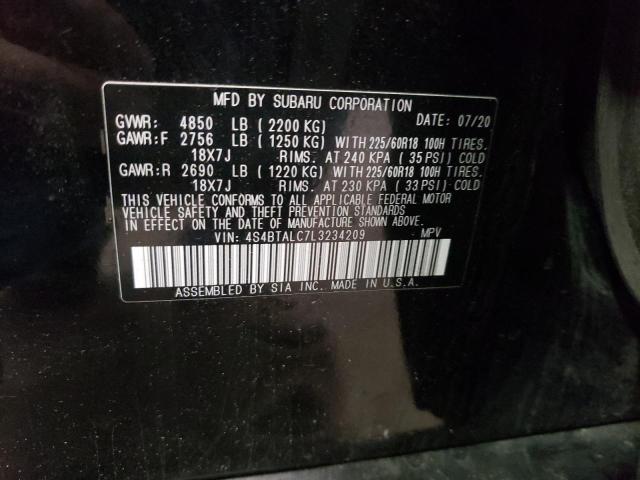 MFD BY SUBARU CORPORATION
GVWR: 4850 LB ( 2200 KG) DATE: 07/20
GAWR:F 2756 LB ( 1250 KG) WITH 225/60R18 100H TIRES.
18X7J RIMS. AT 240 KPA ( 35 PSI) COLD
GAWR:R 2690 LB ( 1220 KG) WITH 225/60R18 100H TIRES.
18X7J RIMS. AT 230 KPA ( 33 PSI) COLD
THIS VEHICLE CONFORMS TO ALL APPLICABLE FEDERAL MOTOR
VEHICLE SAFETY AND THEFT PREVENTION STANDARDS
IN EFFECT ON THE DATE OF MANUFACTURE SHOWN ABOVE.
VIN: 4S4BTALC7L3234209 MPV
ASSEMBLED BY SIA INC. MADE IN U.S.A.